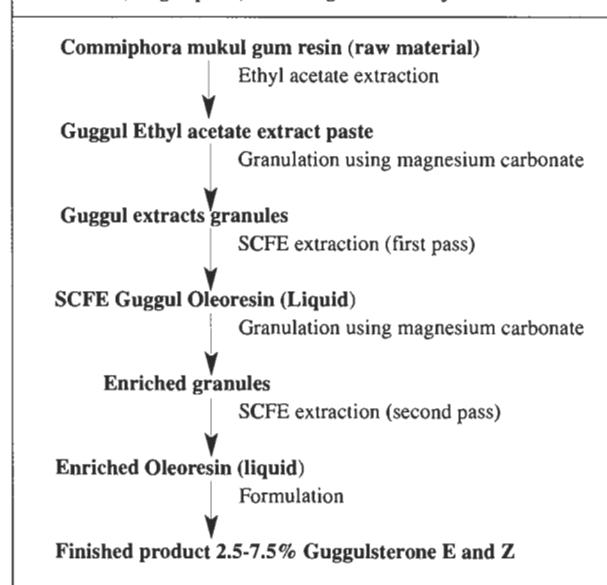 Commiphora mukul gum resin (raw material)
Ethyl acetate extraction
Guggul Ethyl acetate extract paste
Granulation using magnesium carbonate
Guggul extracts granules
SCFE extraction (first pass)
SCFE Guggul Oleoresin (Liquid)
Granulation using magnesium carbonate
Enriched granules
SCFE extraction (second pass)
Enriched Oleoresin (liquid)
Formulation
Finished product 2.5-7.5% Guggulsterone E and Z